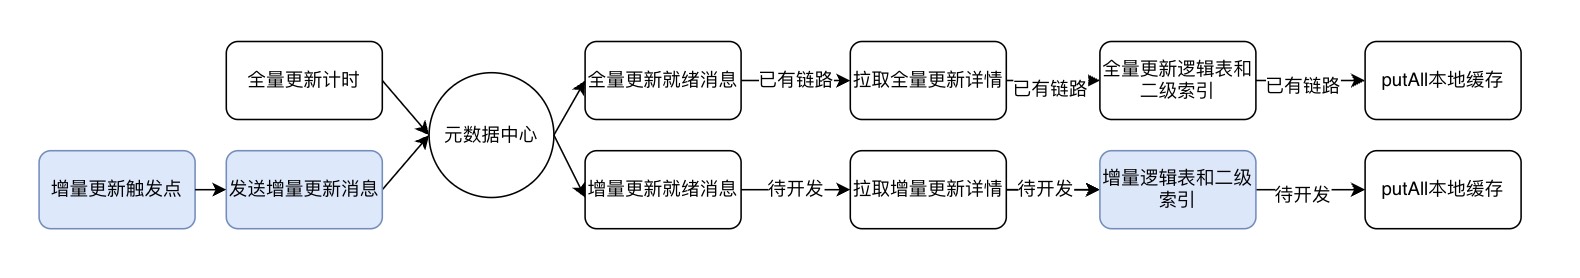 全量更新计时
全量更新就绪消息
已有链路
拉取全量更新详情
已有链路
全量更新逻辑表和
二级索引
已有链路
putAll本地缓存
元数据中心
增量更新触发点
发送增量更新消息
增量更新就绪消息
待开发
拉取增量更新详情
待开发
增量逻辑表和二级
索引
待开发
putAll本地缓存